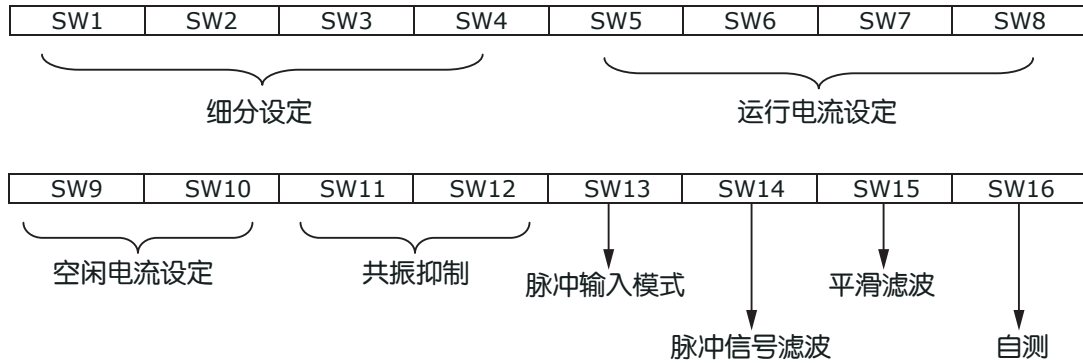 SW1 SW2 SW3 SW4 SW5 SW6 SW7 SW8
细分设定 运行电流设定
SW9 SW10 SW11 SW12 SW13 SW14 SW15 SW16
空闲电流设定 共振抑制 脉冲输入模式 平滑滤波
脉冲信号滤波 自测